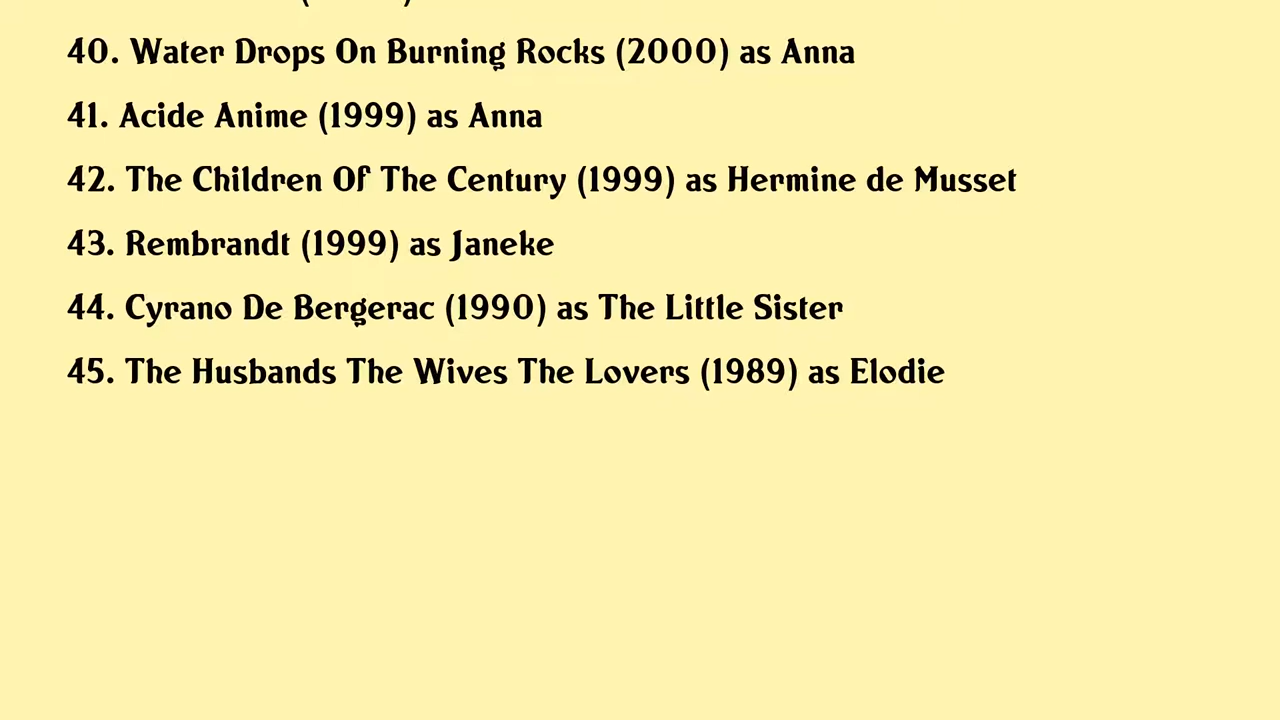 40. Water Drops On Burning Rocks (2000) as Anna
41. Acide Anime (1999) as Anna
42. The Children Of The Century (1999) as Hermine de Musset
43. Rembrandt (1999) as Janeke
44. Cyrano De Bergerac (1990) as The Little Sister
45. The Husbands The Wives The Lovers (1989) as Elodie